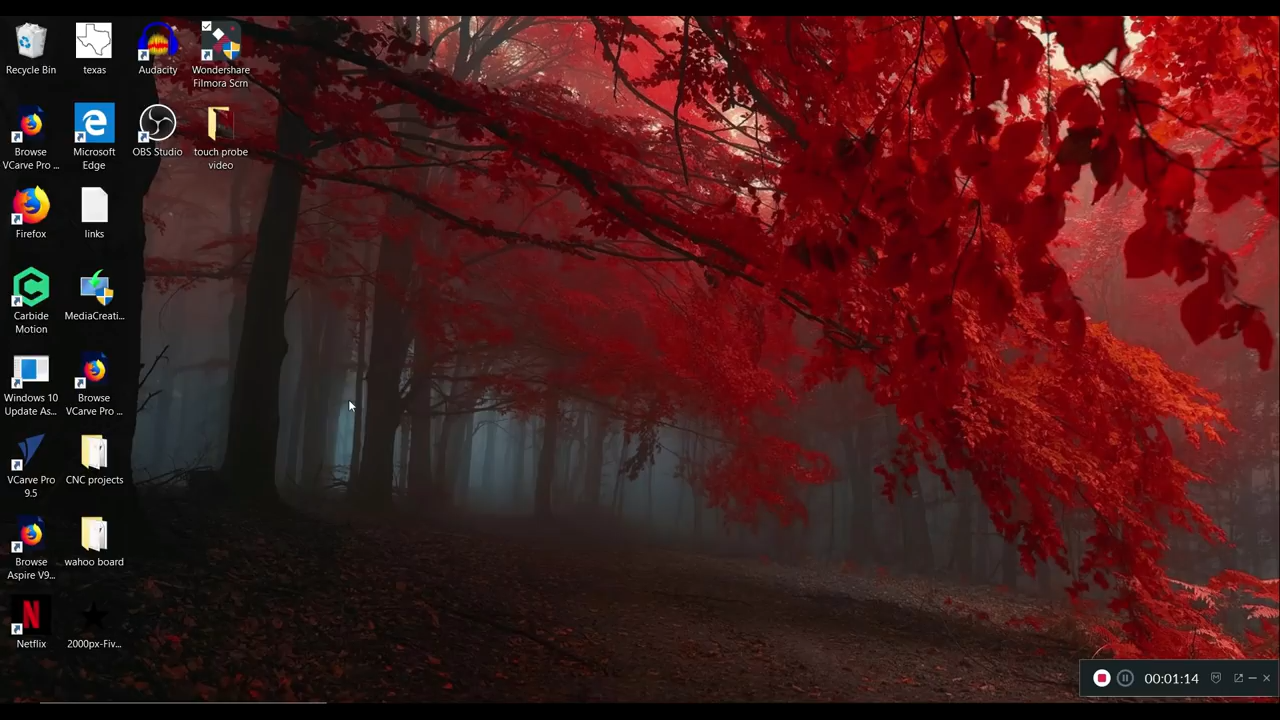 Recycle Bin
texas
Audacity
Wondershare
Filmora Scrn
Browse
VCarve Pro ...
Microsoft
Edge
OBS Studio
touch probe
video
Firefox
links
Carbide
Motion
MediaCreati...
Windows 10
Update As...
Browse
VCarve Pro ...
VCarve Pro
9.5
CNC projects
Browse
Aspire V9...
wahoo board
Netflix
2000px-Fiv...
00:01:14